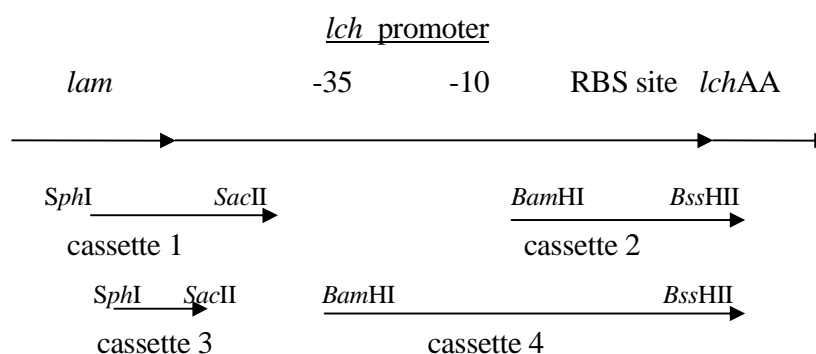 lch promoter
lam -35 -10 RBS site lchAA
SphI SacII BamHI BssHII
cassette 1 cassette 2
SphI SacII BamHI BssHII
cassette 3 cassette 4